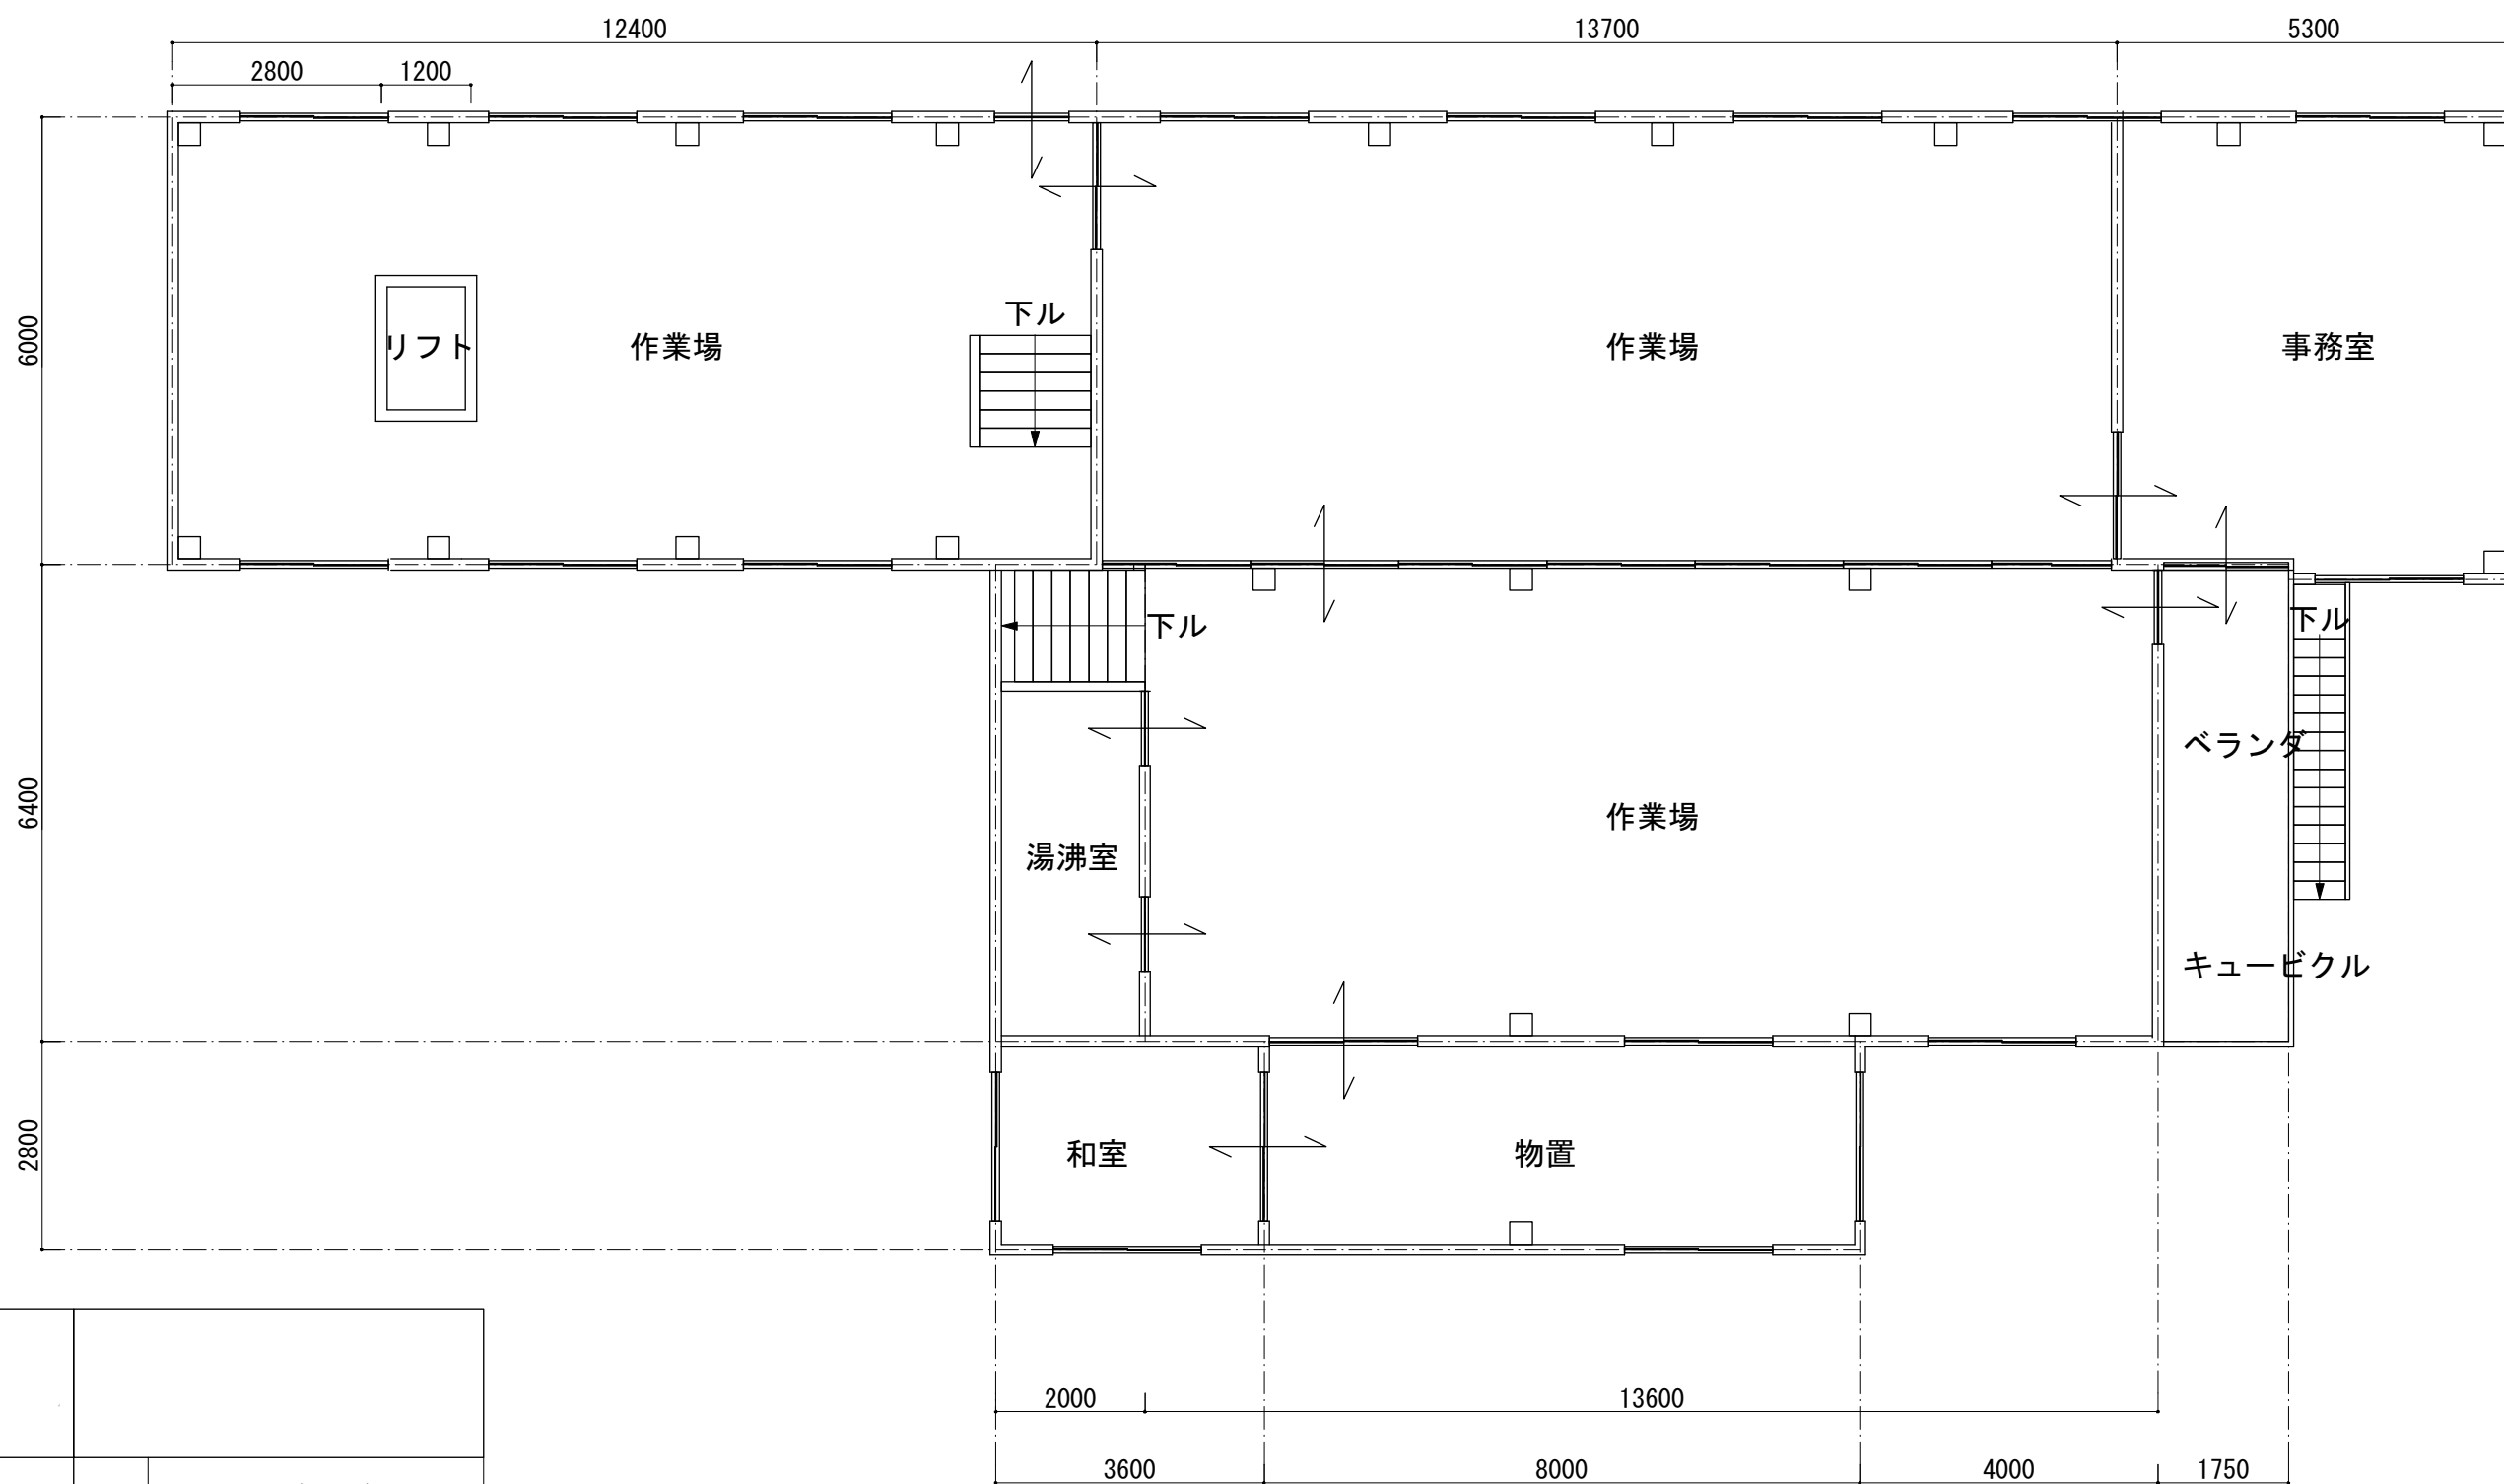 12400
13700
5300
2800
1200
6000
下ル
リフト
作業場
作業場
事務室
下ル
下ル
ベランダ
6400
作業場
湯沸室
キュービクル
2800
和室
物置
2000
13600
3600
8000
4000
1750